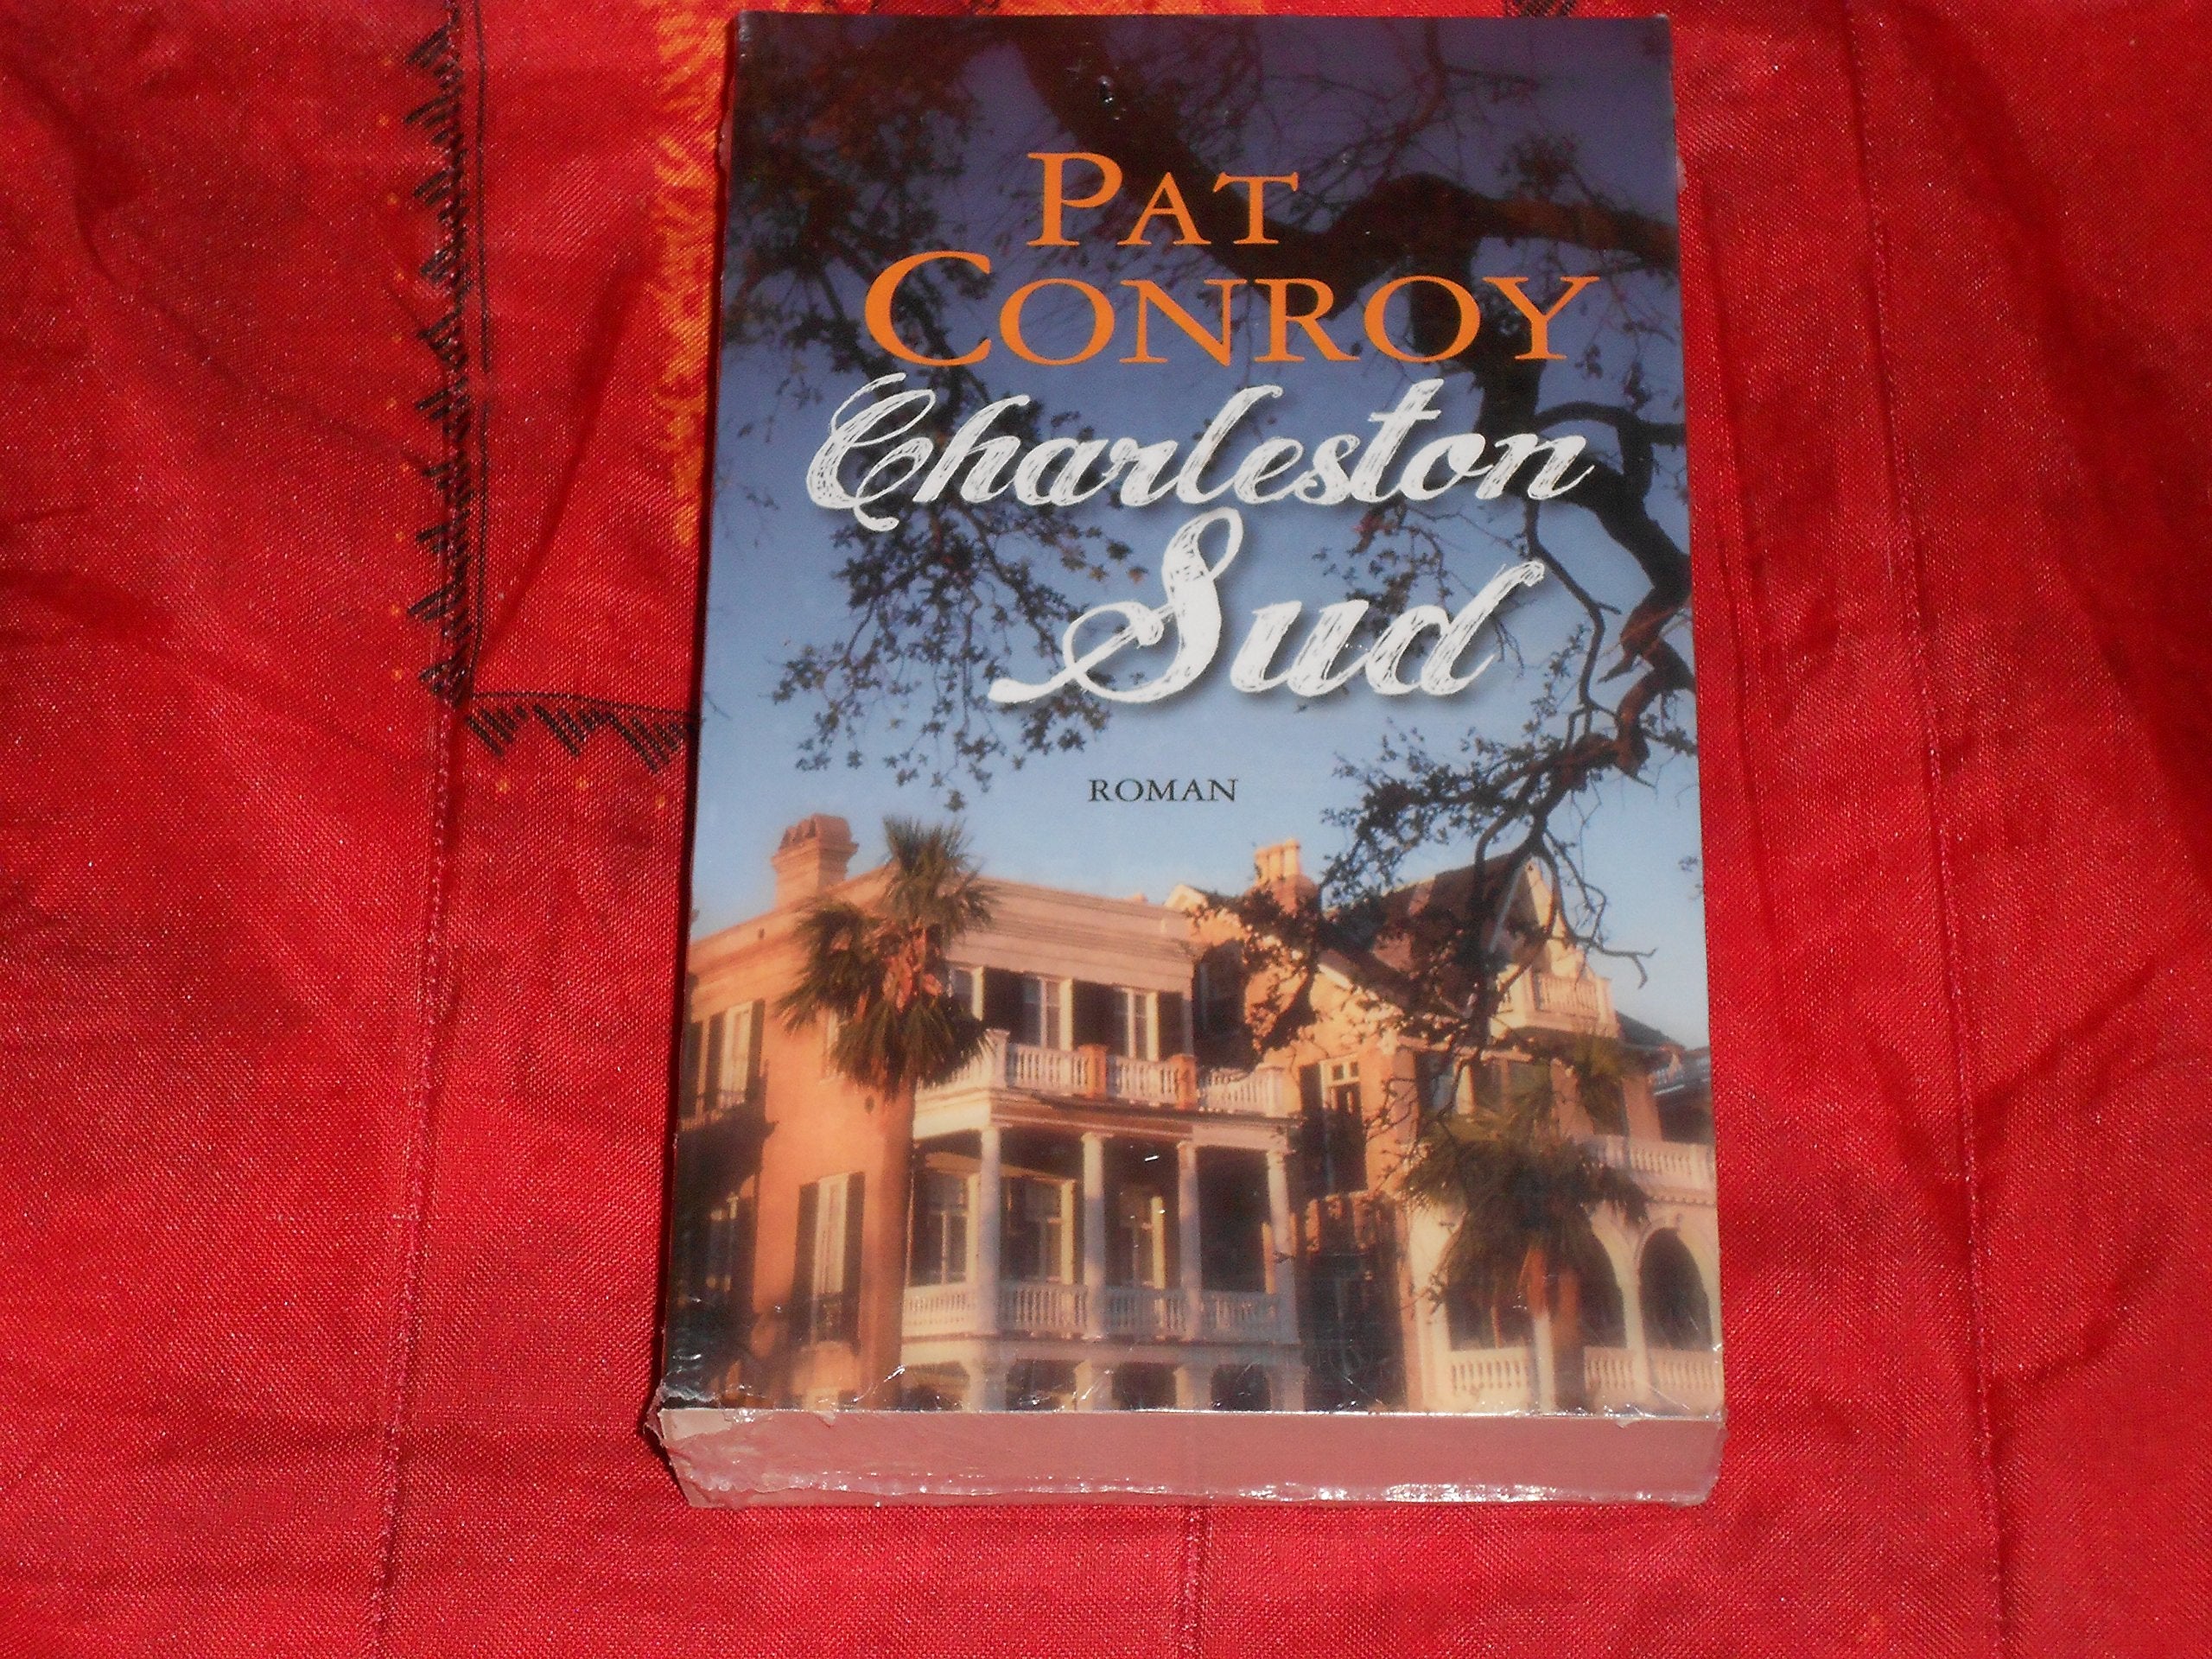 PAT
CONROY
Charleston
Sud
ROMAN